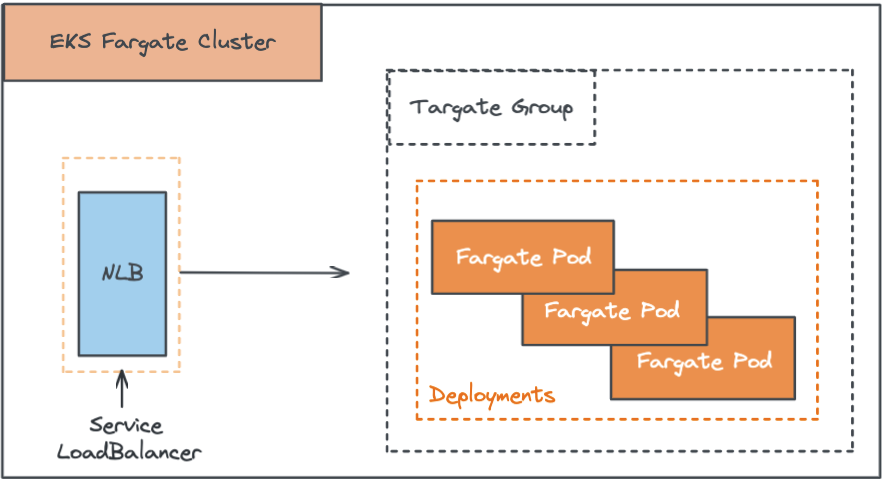 EKS Fargate Cluster
Targate Group
NLB
Fargate Pod
Fargate Pod
Fargate Pod
Deployments
Service
LoadBalancer